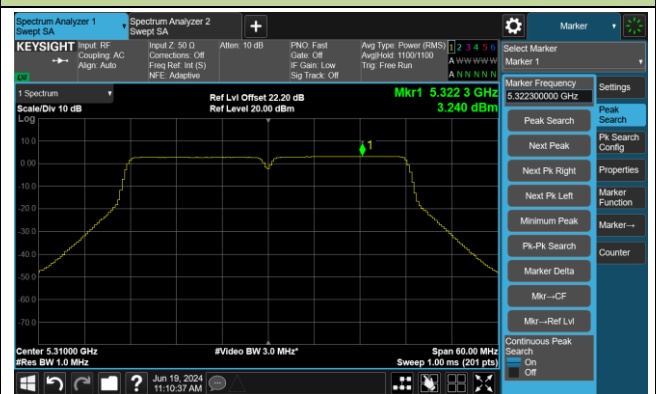 Spectrum Analyzer 1
Swept SA
Spectrum Analyzer 2
Swept SA
+
Marker
KEYSIGHT
Input: RF
Coupling: AC
Align: Auto
Input Z: 50 Ω
Corrections: Off
Freq Ref: Int (S)
NFE: Adaptive
Atten: 10 dB
PNO: Fast
Gate: Off
IF Gain: Low
Sig Track: Off
Avg Type: Power (RMS)
Avg|Hold: 1100/1100
Trig: Free Run
1 2 3 4 5 6
A W W W W W
A N N N N N
Select Marker
Marker 1
LXI
1 Spectrum
Scale/Div 10 dB
Log
Ref Lvl Offset 22.20 dB
Ref Level 20.00 dBm
Mkr1 5.322 3 GHz
3.240 dBm
1
10.0
0.00
-10.0
-20.0
-30.0
-40.0
-50.0
-60.0
-70.0
Center 5.31000 GHz
#Res BW 1.0 MHz
#Video BW 3.0 MHz*
Span 60.00 MHz
Sweep 1.00 ms (201 pts)
Marker Frequency
5.322300000 GHz
Peak Search
Next Peak
Next Pk Right
Next Pk Left
Minimum Peak
Pk-Pk Search
Marker Delta
Mkr→CF
Mkr→Ref Lvl
Continuous Peak
Search
On
Off
Settings
Peak
Search
Pk Search
Config
Properties
Marker
Function
Marker→
Counter
?
Jun 19, 2024
11:10:37 AM